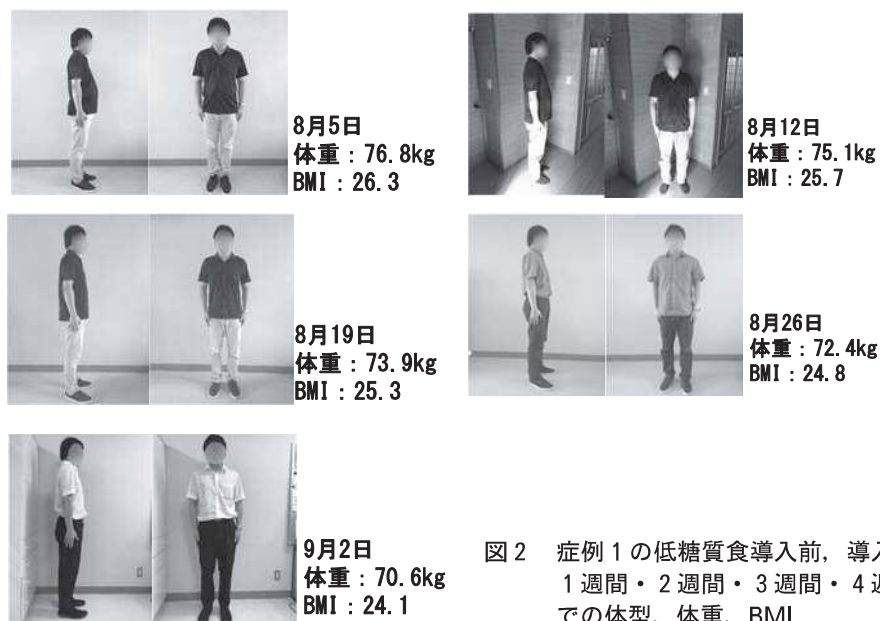 8月5日
体重：76.8kg
BMI：26.3
8月12日
体重：75.1kg
BMI：25.7
8月19日
体重：73.9kg
BMI：25.3
8月26日
体重：72.4kg
BMI：24.8
9月2日
体重：70.6kg
BMI：24.1
図2　症例1の低糖質食導入前，導入
1週間・2週間・3週間・4週
での体型，体重，BMI